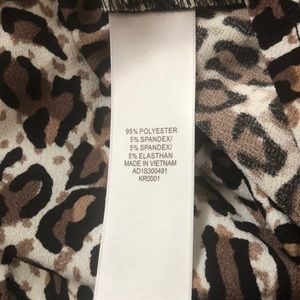 95% POLYESTER
5% SPANDEX/
5% SPANDEX/
5% ELASTHAN
MADE IN VIETNAM
AD1S300491
KR0001